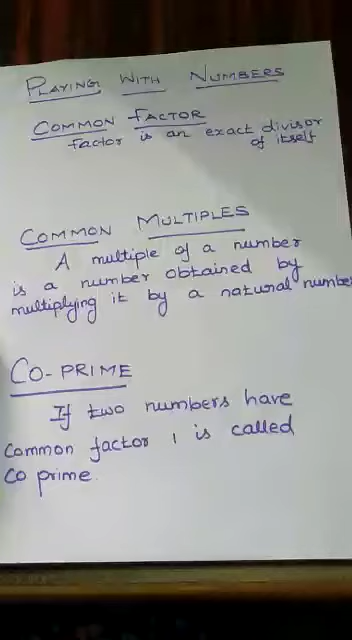 PLAYING WITH NUMBERS
COMMON FACTOR
factor is an exact divisor
of itself
COMMON MULTIPLES
A multiple of a number
is a number obtained by
multiplying it by a natural number
CO-PRIME
If two numbers have
Common factor 1 is called
Co prime.